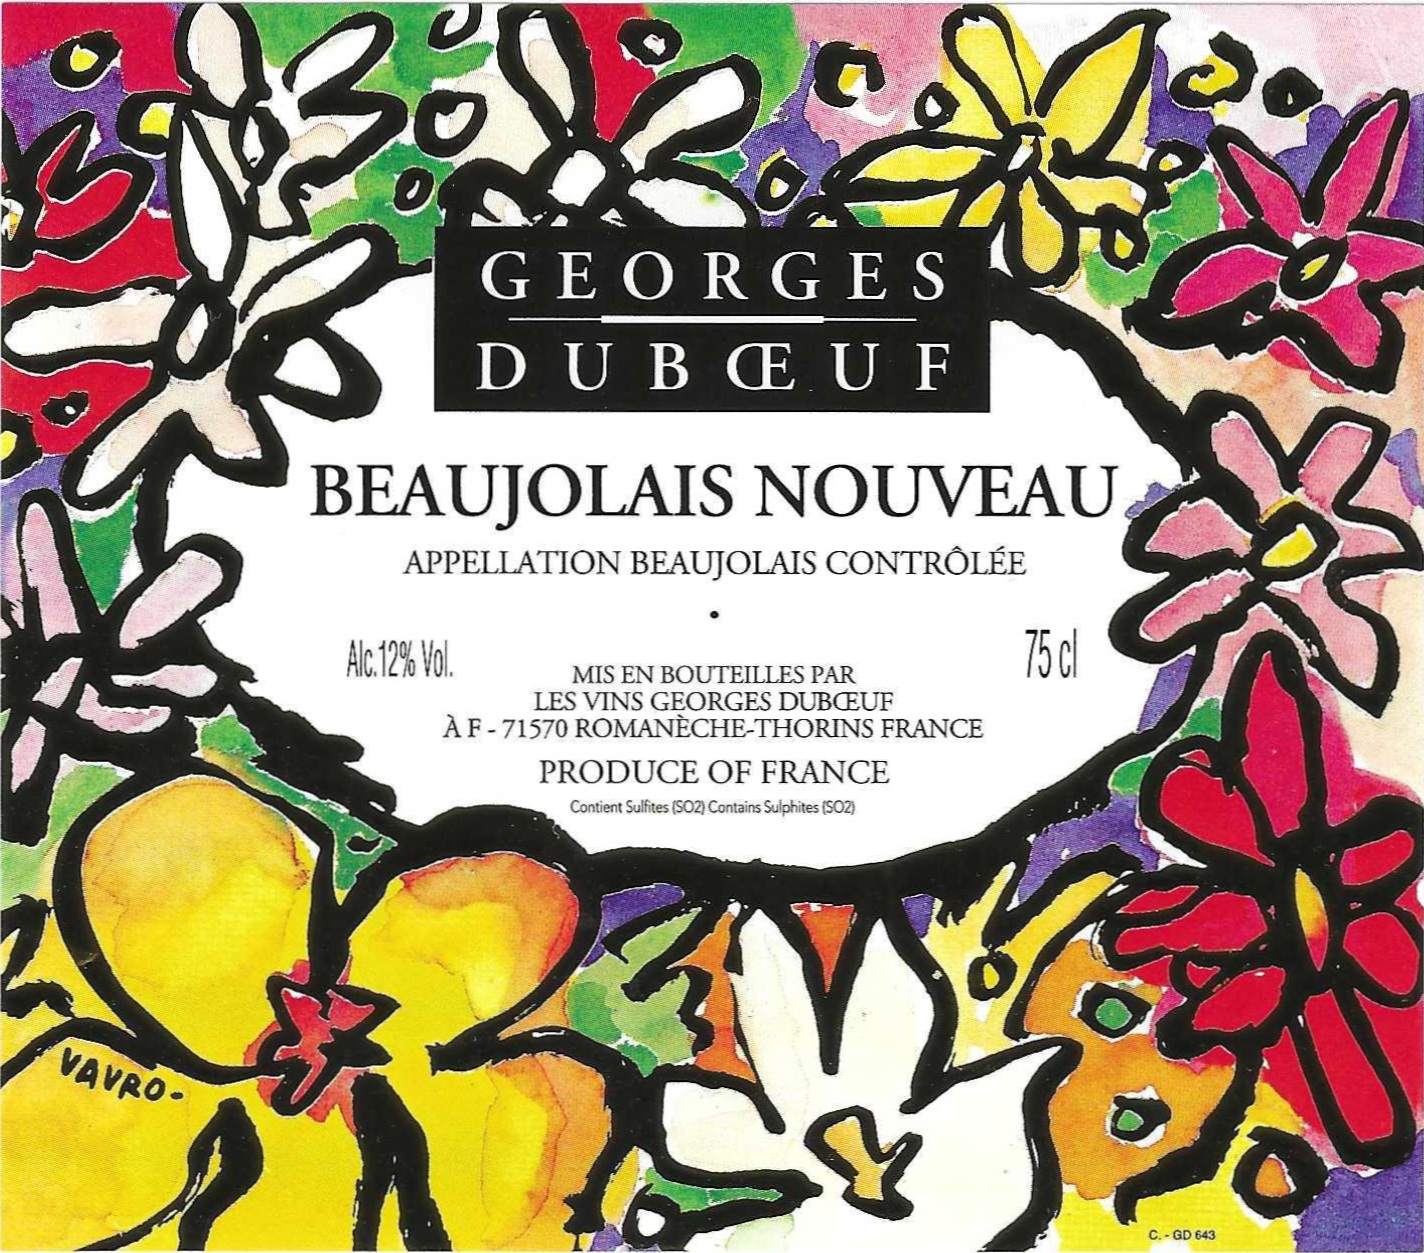 GEORGES
DUBŒUF
BEAUJOLAIS NOUVEAU
APPELLATION BEAUJOLAIS CONTRÔLÉE
•
Alc.12% Vol.
75 cl
MIS EN BOUTEILLES PAR
LES VINS GEORGES DUBŒUF
À F - 71570 ROMANÈCHE-THORINS FRANCE
PRODUCE OF FRANCE
Contient Sulfites (SO2) Contains Sulphites (SO2)
VAVRO-
C. - GD 643